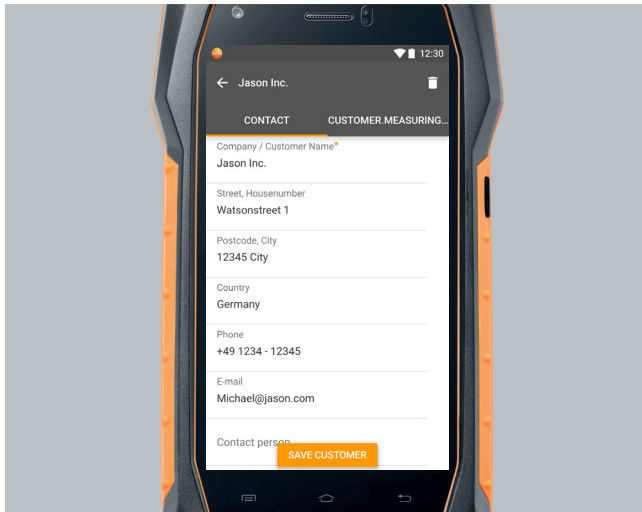 12:30
Jason Inc.
CONTACT CUSTOMER.MEASURING...
Company / Customer Name*
Jason Inc.
Street, Housenumber
Watsonstreet 1
Postcode, City
12345 City
Country
Germany
Phone
+49 1234 - 12345
E-mail
Michael@jason.com
Contact person
SAVE CUSTOMER